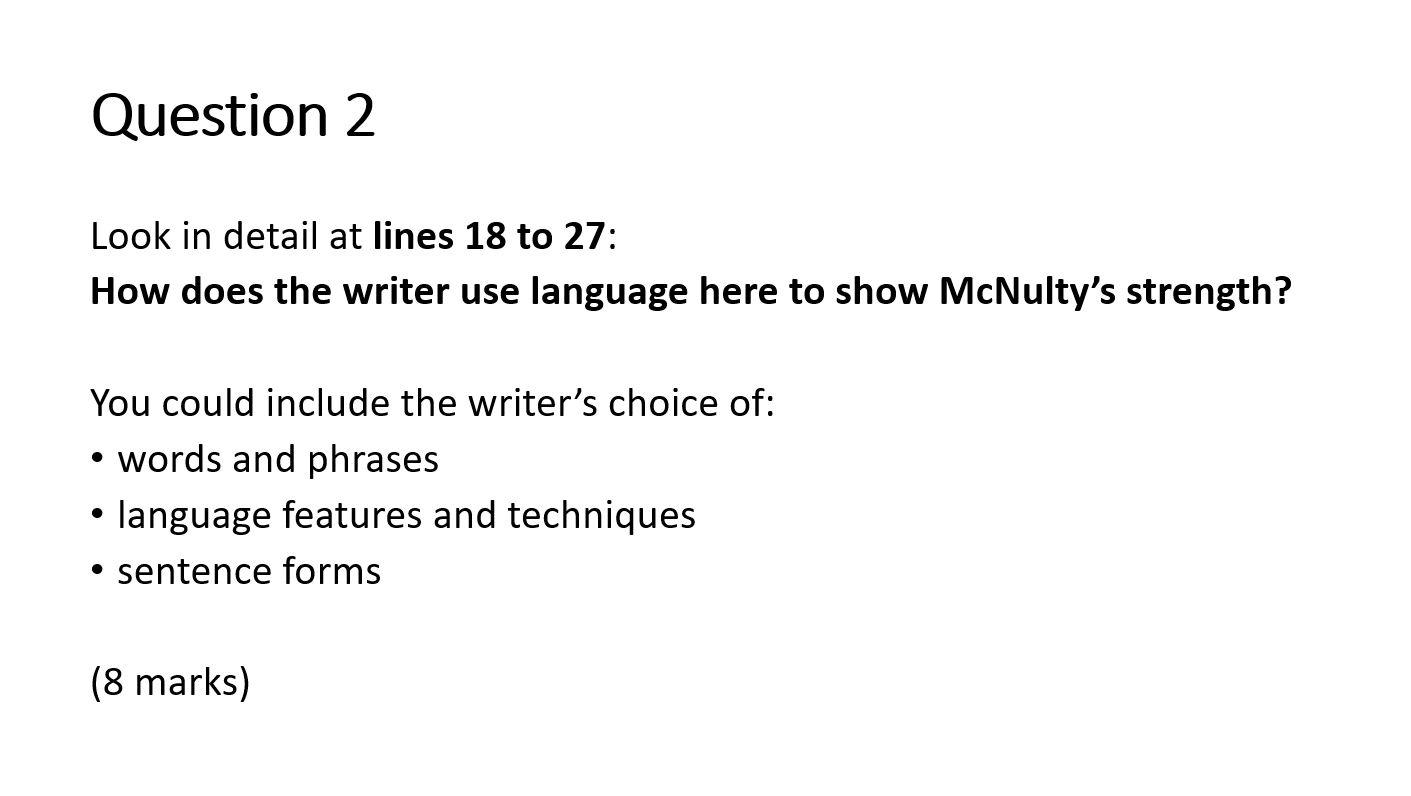 Question 2
Look in detail at lines 18 to 27:
How does the writer use language here to show McNulty’s strength?
You could include the writer’s choice of:
• words and phrases
• language features and techniques
• sentence forms
(8 marks)